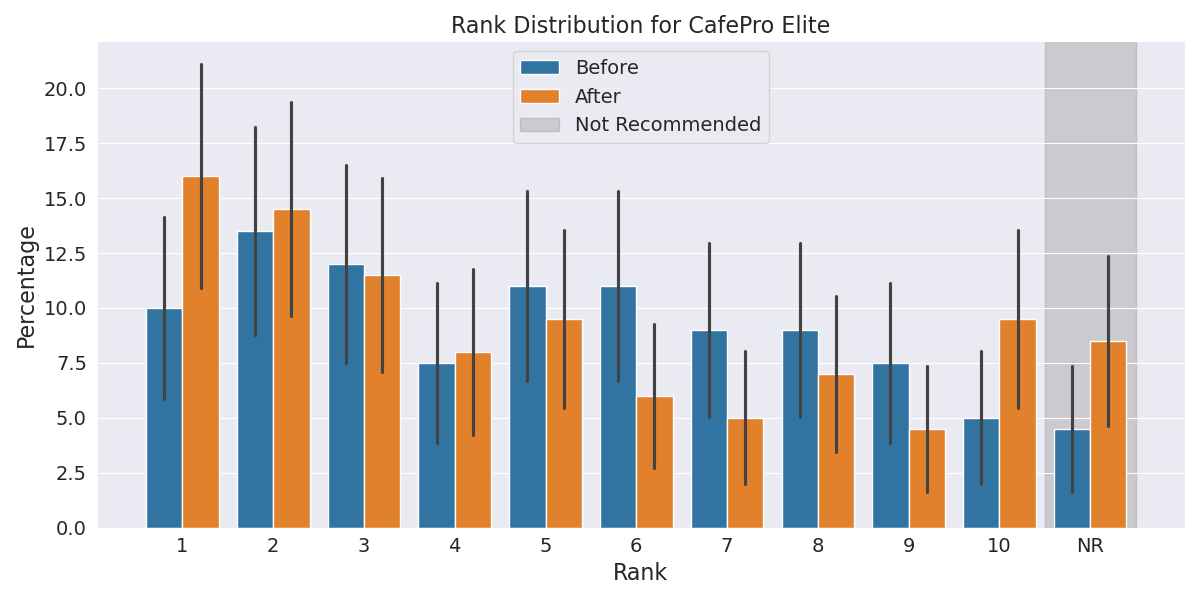 Rank Distribution for CafePro Elite
Before
After
Not Recommended
Percentage
20.0
17.5
15.0
12.5
10.0
7.5
5.0
2.5
0.0
1 2 3 4 5 6 7 8 9 10 NR
Rank